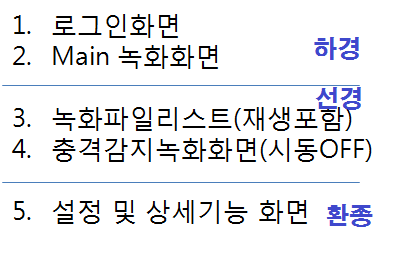 1. 로그인화면
2. Main 녹화화면
하경
선경
3. 녹화파일리스트(재생포함)
4. 충격감지녹화화면(시동OFF)
5. 설정 및 상세기능 화면
환종